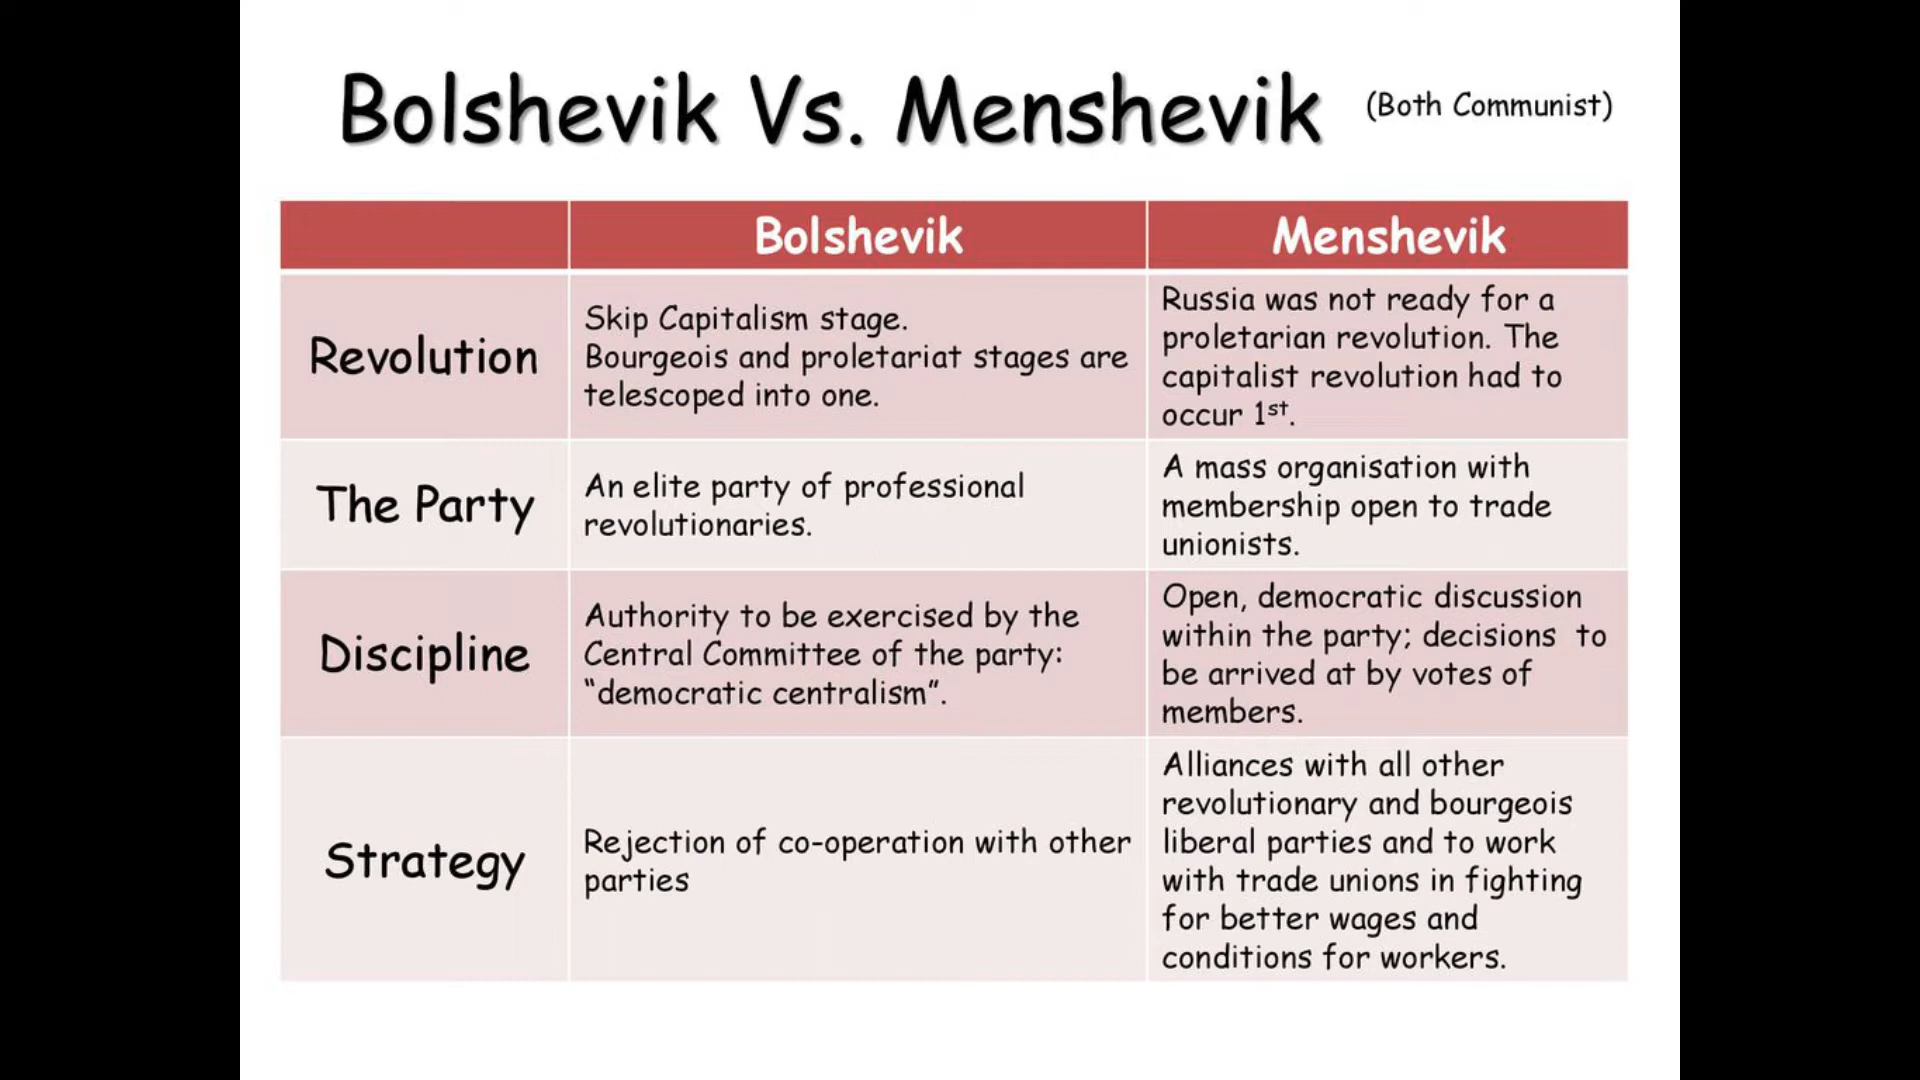 Bolshevik Vs. Menshevik (Both Communist)
Bolshevik Menshevik
Revolution
Skip Capitalism stage.
Bourgeois and proletariat stages are
telescoped into one.
Russia was not ready for a
proletarian revolution. The
capitalist revolution had to
occur 1st.
The Party
An elite party of professional
revolutionaries.
A mass organisation with
membership open to trade
unionists.
Discipline
Authority to be exercised by the
Central Committee of the party:
“democratic centralism”.
Open, democratic discussion
within the party; decisions to
be arrived at by votes of
members.
Strategy
Rejection of co-operation with other
parties
Alliances with all other
revolutionary and bourgeois
liberal parties and to work
with trade unions in fighting
for better wages and
conditions for workers.